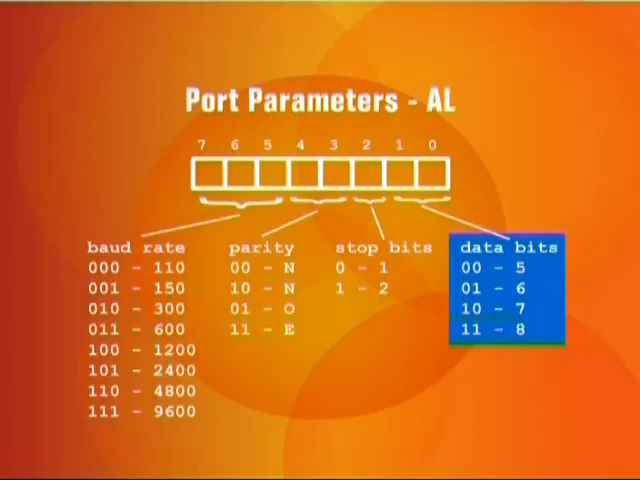 Port Parameters - AL
7 6 5 4 3 2 1 0
baud rate parity stop bits data bits
000 - 110 00 - N 0 - 1 00 - 5
001 - 150 10 - N 1 - 2 01 - 6
010 - 300 01 - O 10 - 7
011 - 600 11 - E 11 - 8
100 - 1200
101 - 2400
110 - 4800
111 - 9600